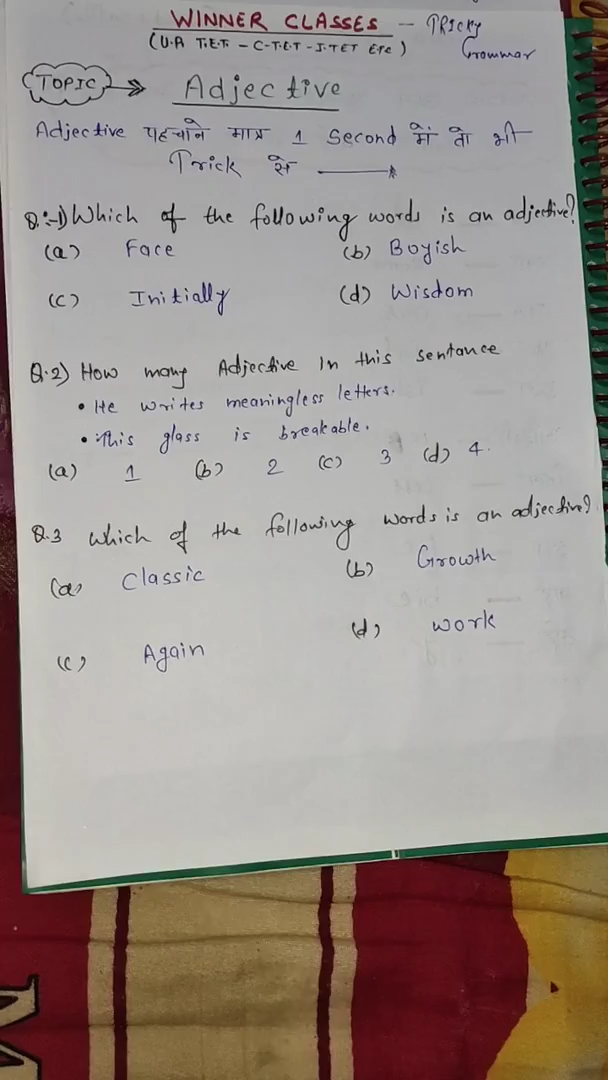 WINNER CLASSES - TRICKY
(U.P T.E.T. - C.T.E.T - S.TET Etc) Grammar
TOPIC Adjective
Adjective पहचाने मात्र 1 Second में वो भी
Trick से
Q.:-1) Which of the following words is an adjective?
(a) Face (b) Boyish
(c) Initially (d) Wisdom
Q.2) How many Adjective In this sentence
• He writes meaningless letters.
• This glass is breakable.
(a) 1 (b) 2 (c) 3 (d) 4.
Q.3 Which of the following words is an adjective?
(a) Classic (b) Growth
(c) Again (d) work